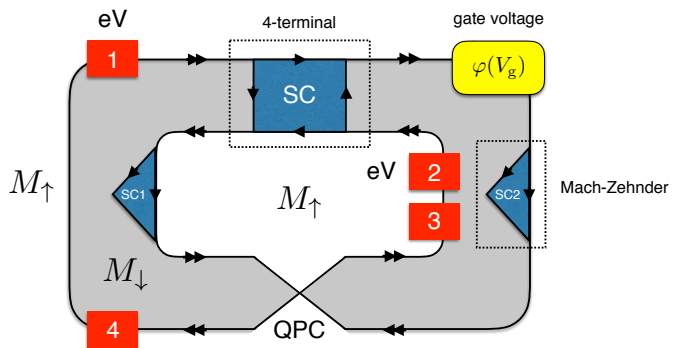 eV
4-terminal
gate voltage
1
SC
φ(V_g)
M↑
SC1
M↑
eV
2
3
SC2
Mach-Zehnder
M↓
4
QPC